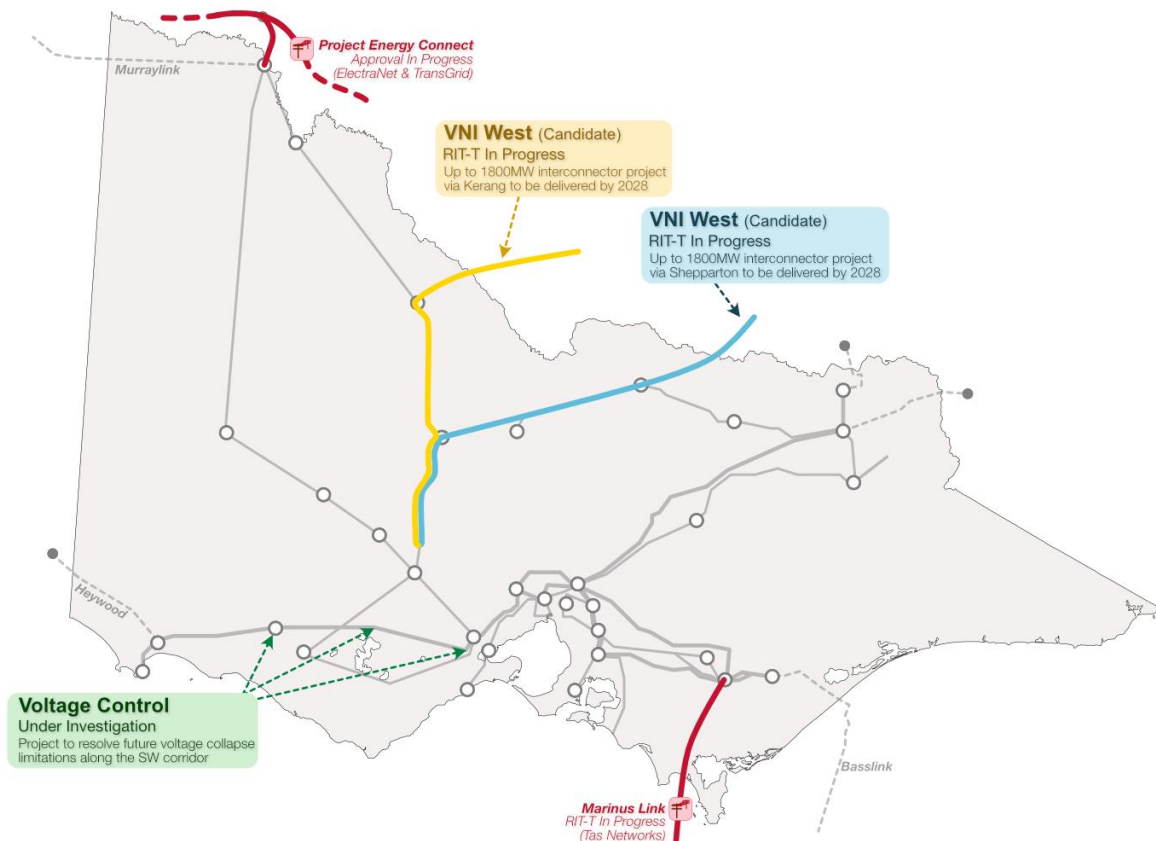 Project Energy Connect
Approval In Progress
(ElectraNet & TransGrid)
Murraylink
VNI West (Candidate)
RIT-T In Progress
Up to 1800MW interconnector project
via Kerang to be delivered by 2028
VNI West (Candidate)
RIT-T In Progress
Up to 1800MW interconnector project
via Shepparton to be delivered by 2028
Heywood
Voltage Control
Under Investigation
Project to resolve future voltage collapse
limitations along the SW corridor
Basslink
Marinus Link
RIT-T In Progress
(Tas Networks)